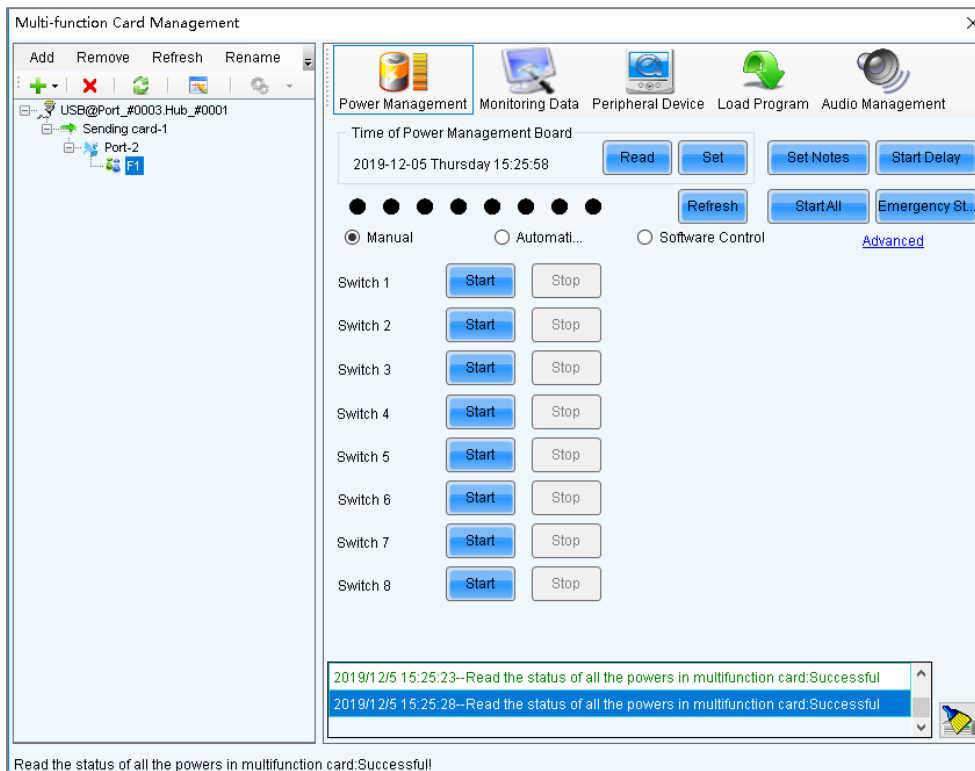 Multi-function Card Management
Add Remove Refresh Rename
USB@Port_#0003.Hub_#0001
Sending card-1
Port-2
F1
Power Management Monitoring Data Peripheral Device Load Program Audio Management
Time of Power Management Board
2019-12-05 Thursday 15:25:58 Read Set Set Notes Start Delay
Refresh Start All Emergency St...
Manual Automati... Software Control Advanced
Switch 1 Start Stop
Switch 2 Start Stop
Switch 3 Start Stop
Switch 4 Start Stop
Switch 5 Start Stop
Switch 6 Start Stop
Switch 7 Start Stop
Switch 8 Start Stop
2019/12/5 15:25:23--Read the status of all the powers in multifunction card:Successful
2019/12/5 15:25:28--Read the status of all the powers in multifunction card:Successful
Read the status of all the powers in multifunction card:Successful!